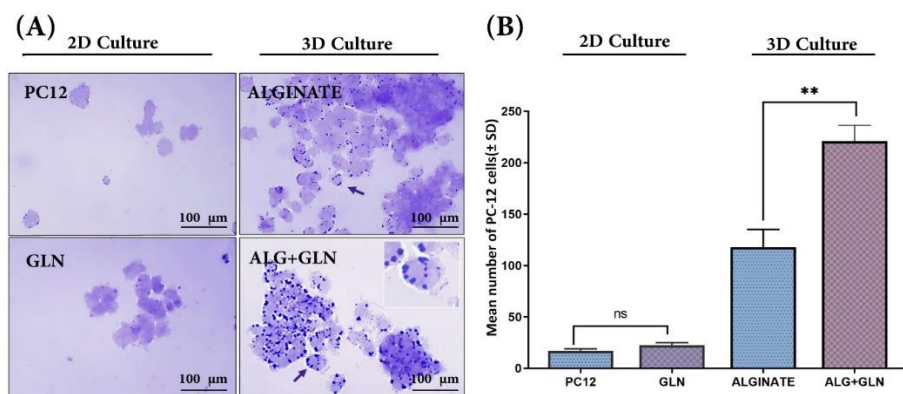 (A)
2D Culture
3D Culture
PC12
100 µm
ALGINATE
100 µm
GLN
100 µm
ALG+GLN
100 µm
(B)
2D Culture
3D Culture
Mean number of PC-12 cells(± SD)
250
200
150
100
50
0
ns
**
PC12
GLN
ALGINATE
ALG+GLN